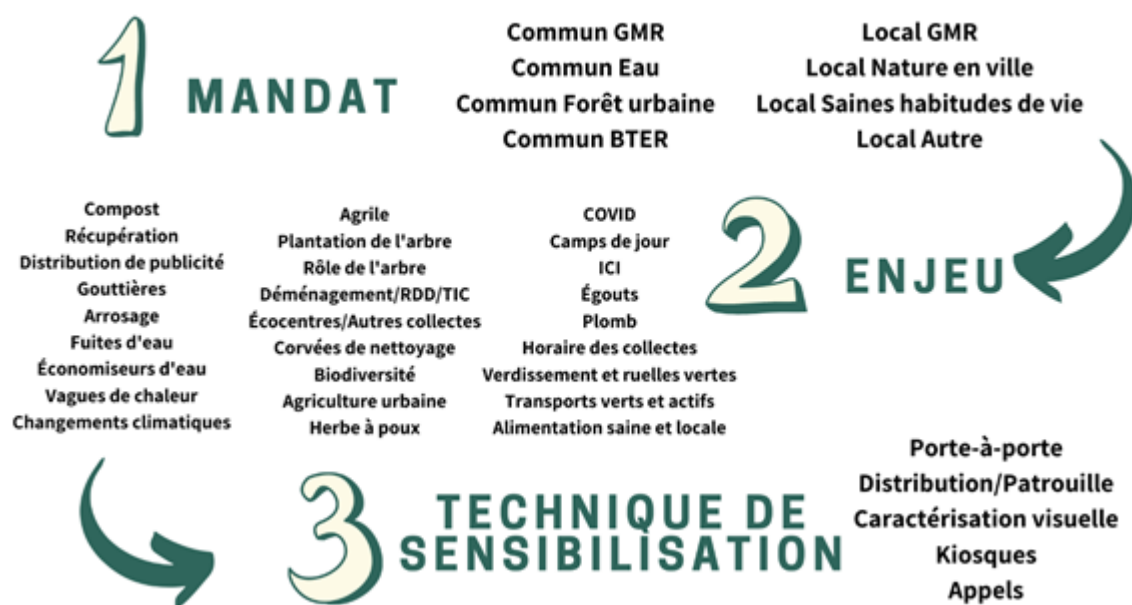 1
MANDAT
Commun GMR
Commun Eau
Commun Forêt urbaine
Commun BTER
Local GMR
Local Nature en ville
Local Saines habitudes de vie
Local Autre
2
ENJEU
Compost
Récupération
Distribution de publicité
Gouttières
Arrosage
Fuites d'eau
Économiseurs d'eau
Vagues de chaleur
Changements climatiques
Agrile
Plantation de l'arbre
Rôle de l'arbre
Déménagement/RDD/TIC
Écocentres/Autres collectes
Corvées de nettoyage
Biodiversité
Agriculture urbaine
Herbe à poux
COVID
Camps de jour
ICI
Égouts
Plomb
Horaire des collectes
Verdissement et ruelles vertes
Transports verts et actifs
Alimentation saine et locale
3
TECHNIQUE DE
SENSIBILISATION
Porte-à-porte
Distribution/Patrouille
Caractérisation visuelle
Kiosques
Appels